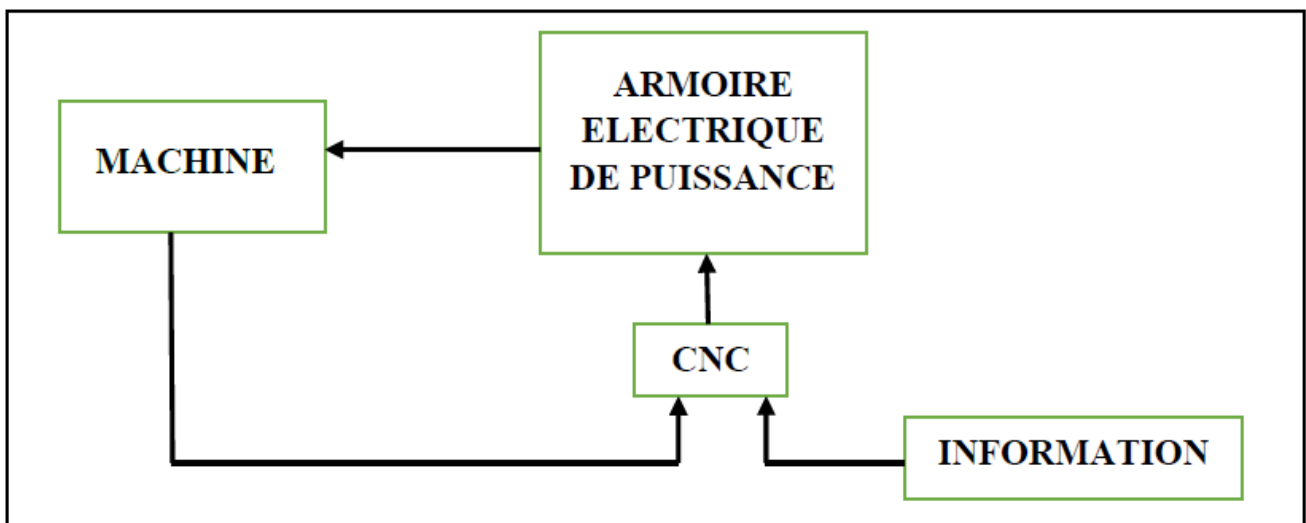 ARMOIRE
ELECTRIQUE
DE PUISSANCE
MACHINE
CNC
INFORMATION